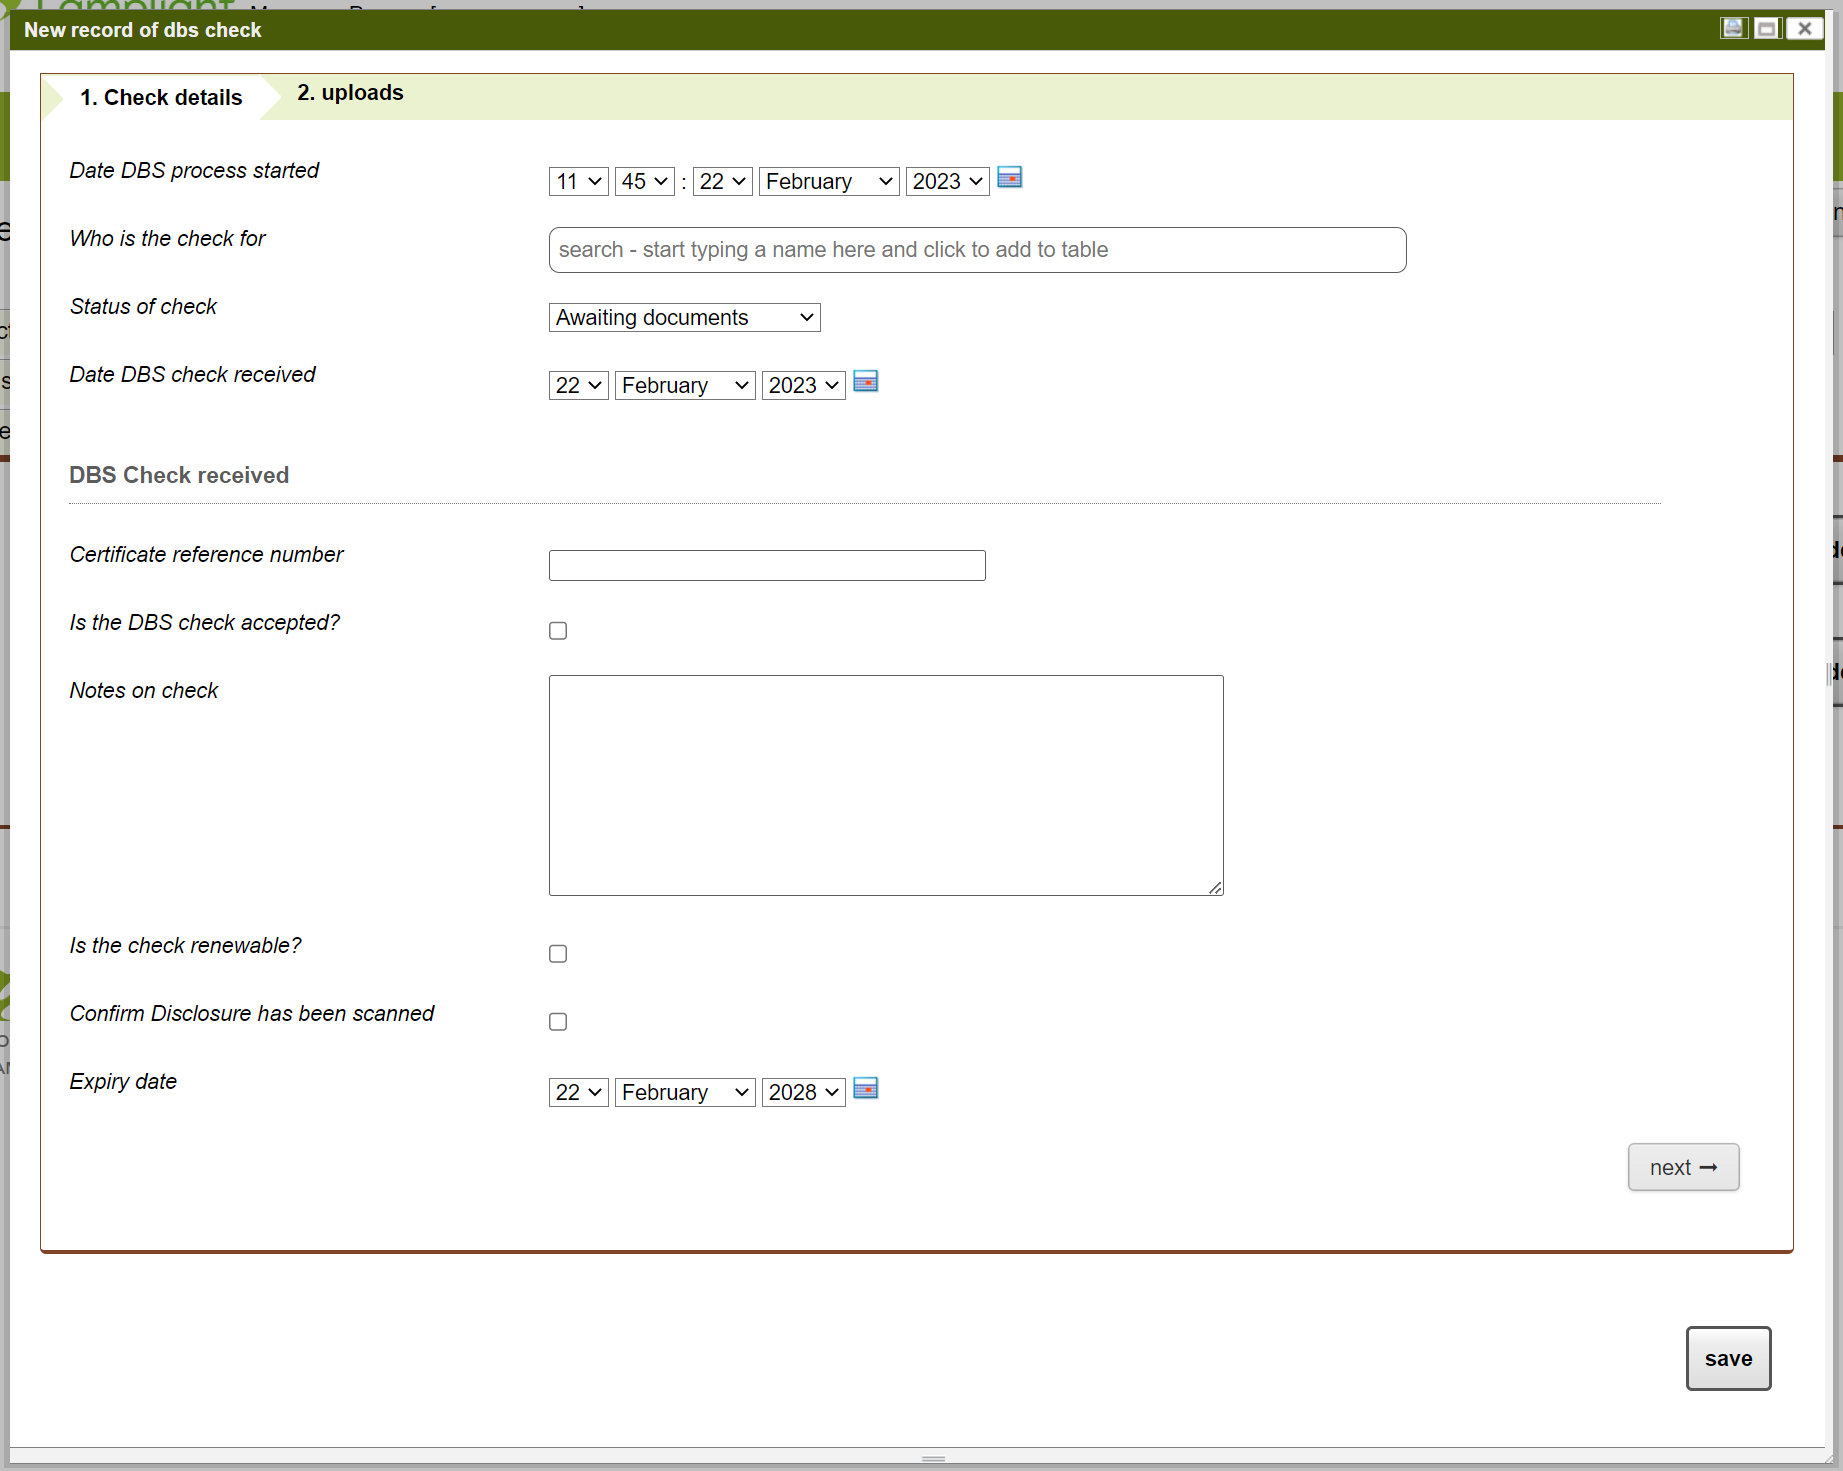 New record of dbs check
1. Check details
2. uploads
Date DBS process started
11 45 : 22 February 2023
Who is the check for
search - start typing a name here and click to add to table
Status of check
Awaiting documents
Date DBS check received
22 February 2023
DBS Check received
Certificate reference number
Is the DBS check accepted?
Notes on check
Is the check renewable?
Confirm Disclosure has been scanned
Expiry date
22 February 2028
next →
save